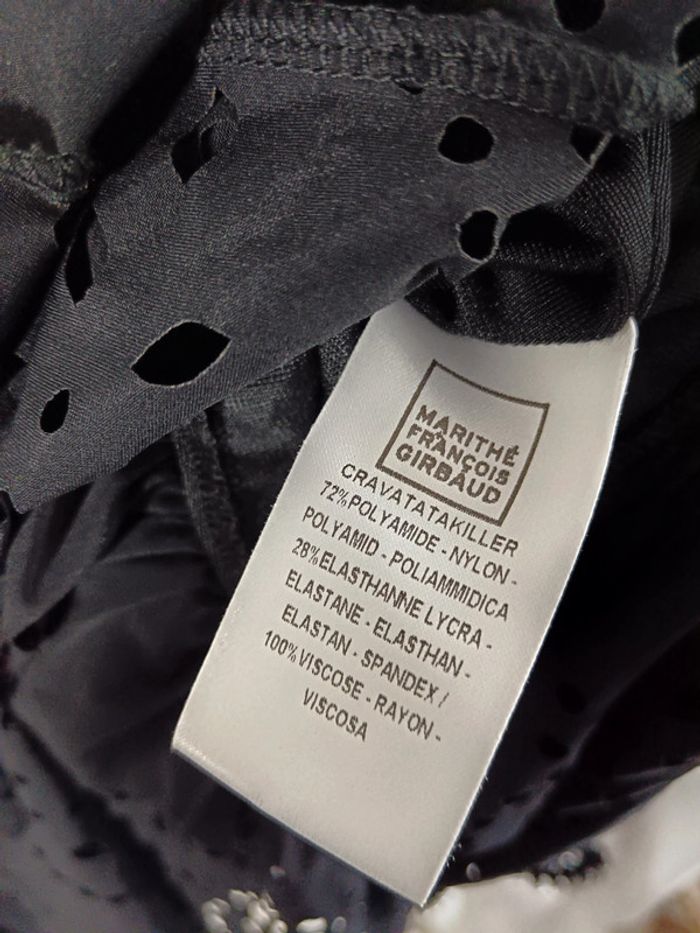 MARITHÉ
FRANÇOIS
GIRBAUD
CRAVATATAKILLER
72%POLYAMIDE - NYLON -
POLYAMID - POLIAMMIDICA
28%ELASTHANNE LYCRA -
ELASTANE - ELASTHAN -
ELASTAN - SPANDEX /
100%VISCOSE - RAYON -
VISCOSA